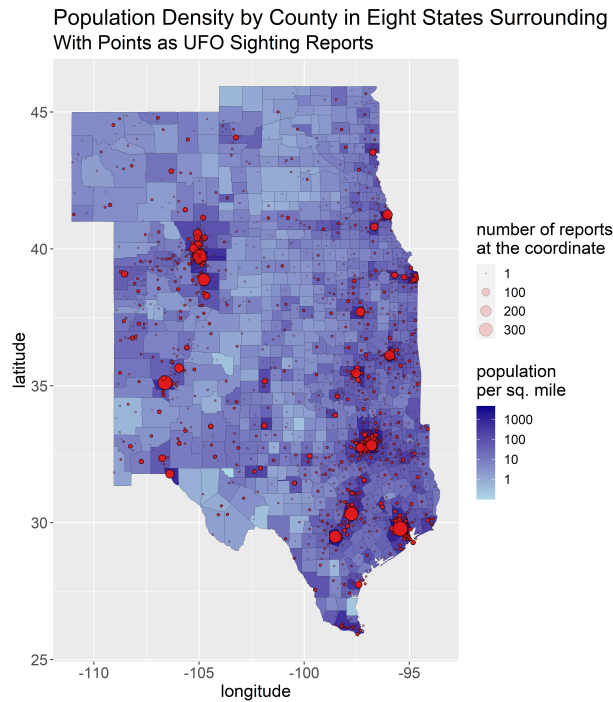 Population Density by County in Eight States Surrounding
With Points as UFO Sighting Reports
45
40
35
30
25
latitude
-110
-105
-100
-95
longitude
number of reports
at the coordinate
1
100
200
300
population
per sq. mile
1000
100
10
1